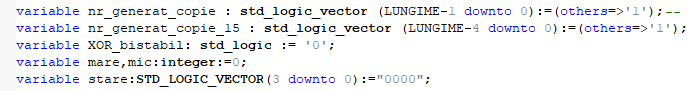 variable nr_generat_copie : std_logic_vector (LUNGIME-1 downto 0):=(others=>'1');--
variable nr_generat_copie_15 : std_logic_vector (LUNGIME-4 downto 0):=(others=>'1');
variable XOR_bistabil: std_logic := '0';
variable mare,mic:integer:=0;
variable stare:STD_LOGIC_VECTOR(3 downto 0):="0000";